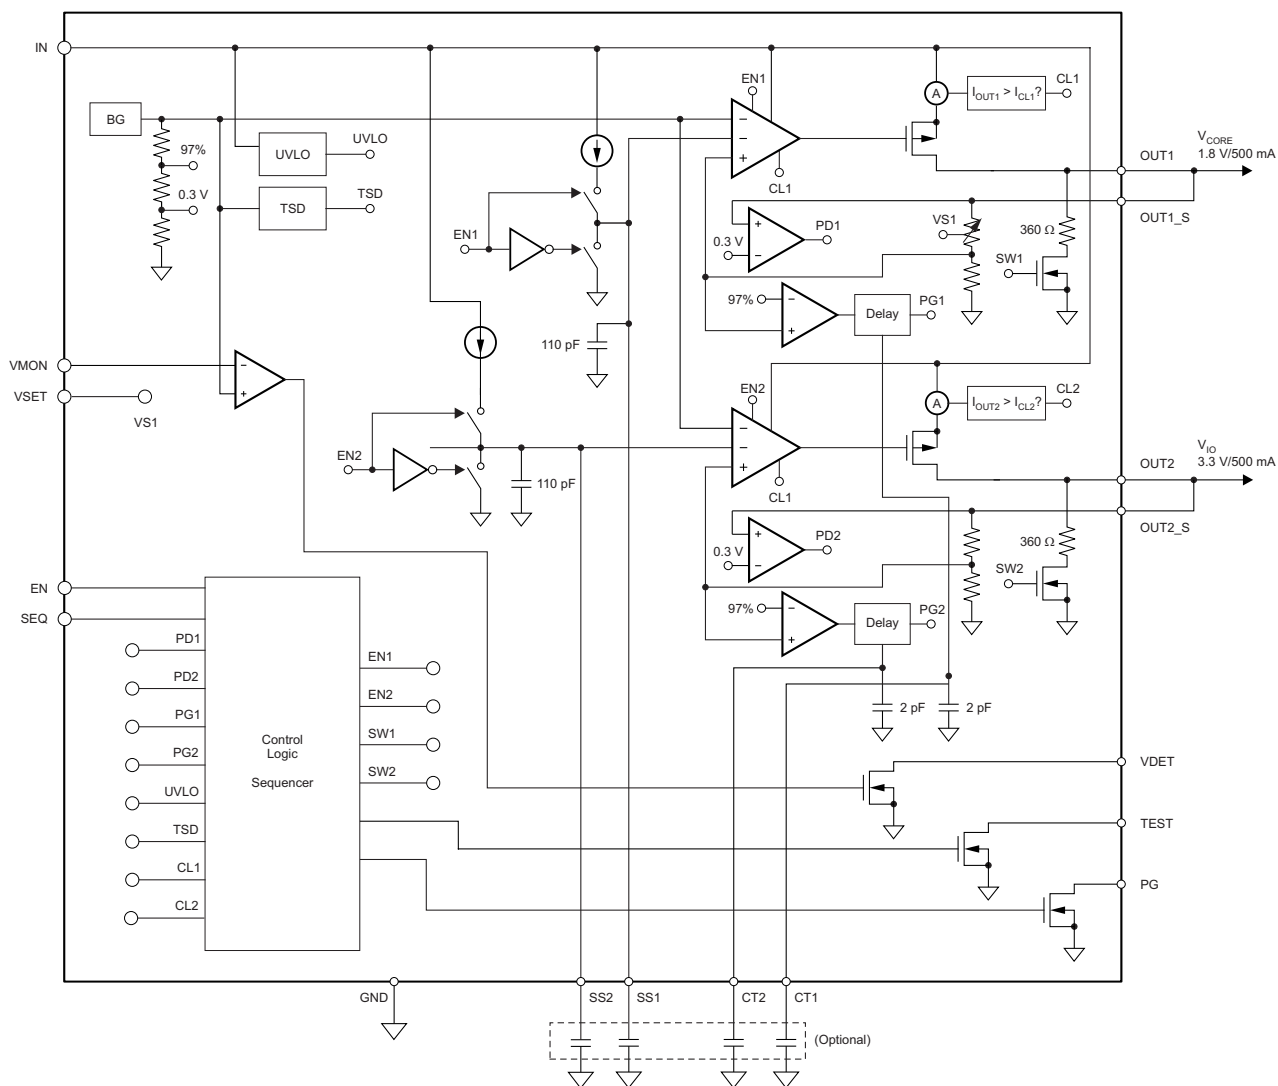 IN
BG
97%
0.3 V
UVLO
UVLO
TSD
TSD
EN1
110 pF
EN1
CL1
A
I_OUT1 > I_CL1?
CL1
OUT1
V_CORE
1.8 V/500 mA
OUT1_S
0.3 V
PD1
VS1
360 Ω
SW1
97%
Delay
PG1
VMON
VSET
VS1
EN2
110 pF
EN2
CL1
A
I_OUT2 > I_CL2?
CL2
OUT2
V_IO
3.3 V/500 mA
OUT2_S
0.3 V
PD2
360 Ω
SW2
97%
Delay
PG2
2 pF
2 pF
EN
SEQ
PD1
PD2
PG1
PG2
UVLO
TSD
CL1
CL2
Control
Logic
Sequencer
EN1
EN2
SW1
SW2
VDET
TEST
PG
GND
SS2
SS1
CT2
CT1
(Optional)